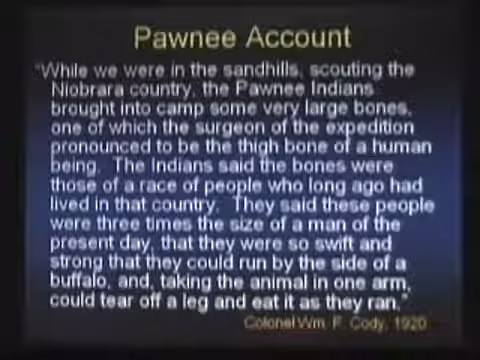 Pawnee Account
"While we were in the sandhills, scouting the
Niobrara country, the Pawnee Indians
brought into camp some very large bones,
one of which the surgeon of the expedition
pronounced to be the thigh bone of a human
being.  The Indians said the bones were
those of a race of people who long ago had
lived in that country.  They said these people
were three times the size of a man of the
present day, that they were so swift and
strong that they could run by the side of a
buffalo, and, taking the animal in one arm,
could tear off a leg and eat it as they ran."
Colonel Wm. F. Cody, 1920